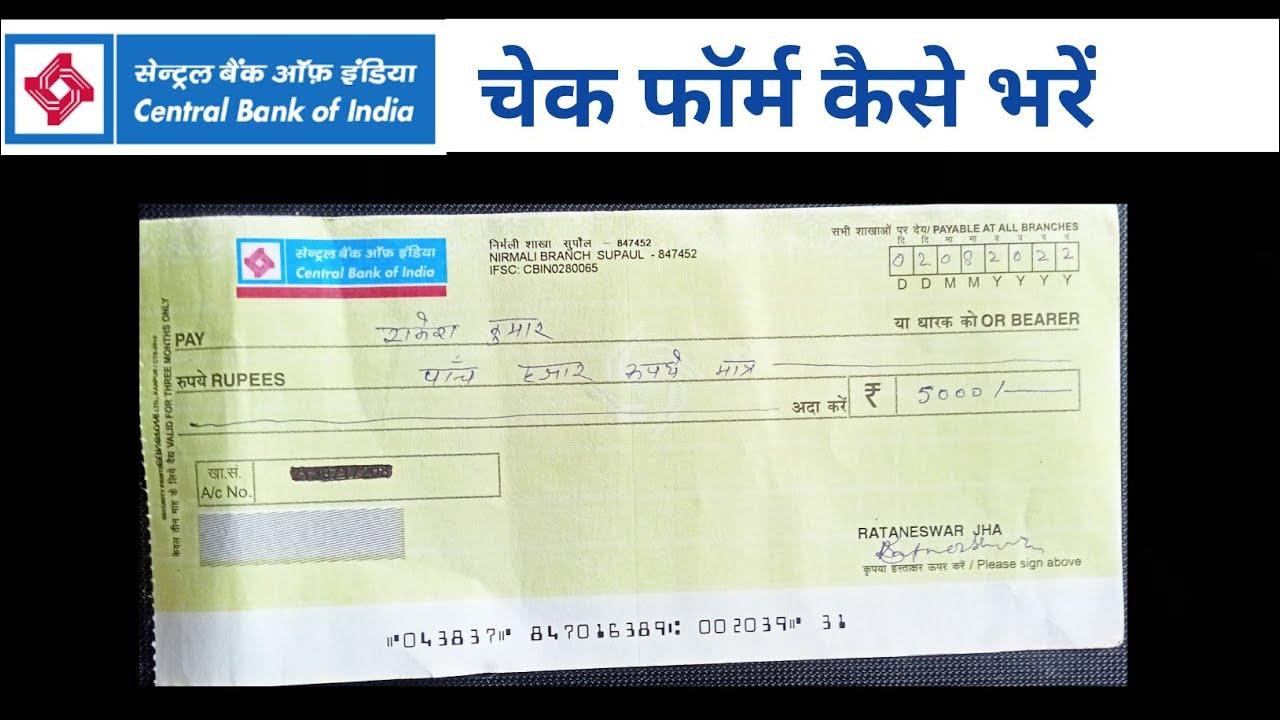 सेन्ट्रल बैंक ऑफ़ इंडिया
Central Bank of India
चेक फॉर्म कैसे भरें
सेन्ट्रल बैंक ऑफ़ इंडिया
Central Bank of India
निर्मली शाखा सुपौल - 847452
NIRMALI BRANCH SUPAUL - 847452
IFSC: CBIN0280065
सभी शाखाओं पर देय/ PAYABLE AT ALL BRANCHES
दि दि मा मा व व व व
0 2 0 8 2 0 2 2
D D M M Y Y Y Y
PAY राकेश कुमार या धारक को OR BEARER
रुपये RUPEES पाँच हजार रूपये मात्र
अदा करें ₹ 5000/-
खा.सं.
A/c No.
केवल तीन माह के लिये वैध VALID FOR THREE MONTHS ONLY
RATANESWAR JHA
कृपया हस्ताक्षर ऊपर करें / Please sign above
⑈043837⑈ 847016389⑆ 002039⑈ 31